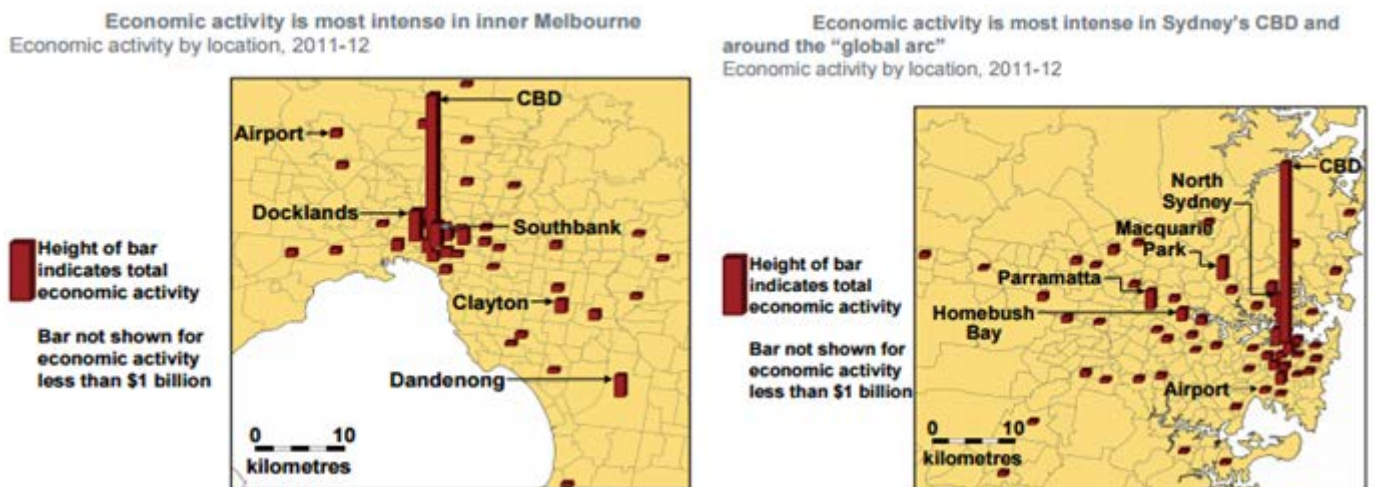 Economic activity is most intense in inner Melbourne
Economic activity by location, 2011-12
CBD
Airport
Docklands
Southbank
Clayton
Dandenong
Height of bar
indicates total
economic activity
Bar not shown for
economic activity
less than $1 billion
0 10
kilometres
Economic activity is most intense in Sydney's CBD and
around the "global arc"
Economic activity by location, 2011-12
CBD
North
Sydney
Macquarie
Park
Parramatta
Homebush
Bay
Airport
Height of bar
indicates total
economic activity
Bar not shown for
economic activity
less than $1 billion
0 10
kilometres